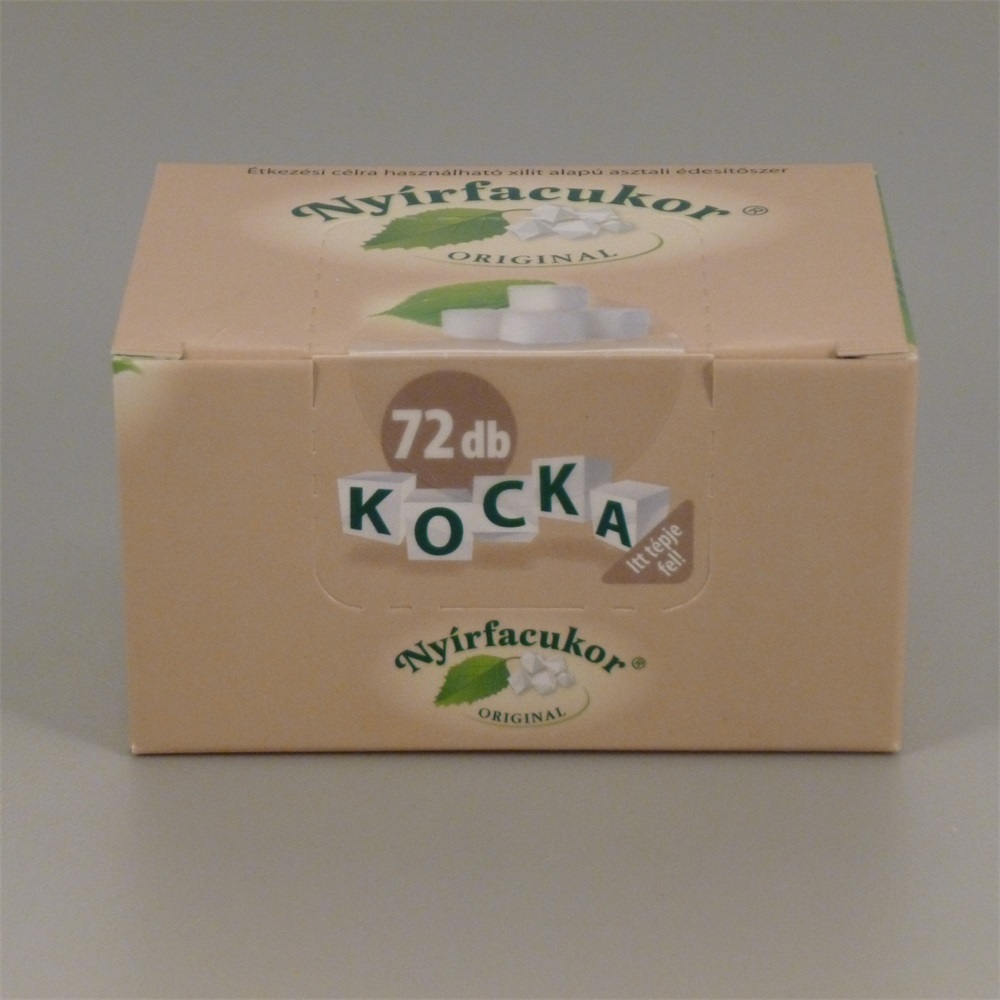 Étkezési célra használható xilit alapú asztali édesítőszer
Nyírfacukor ®
ORIGINAL
72 db
KOCKA
Itt tépje
fel!
Nyírfacukor ®
ORIGINAL